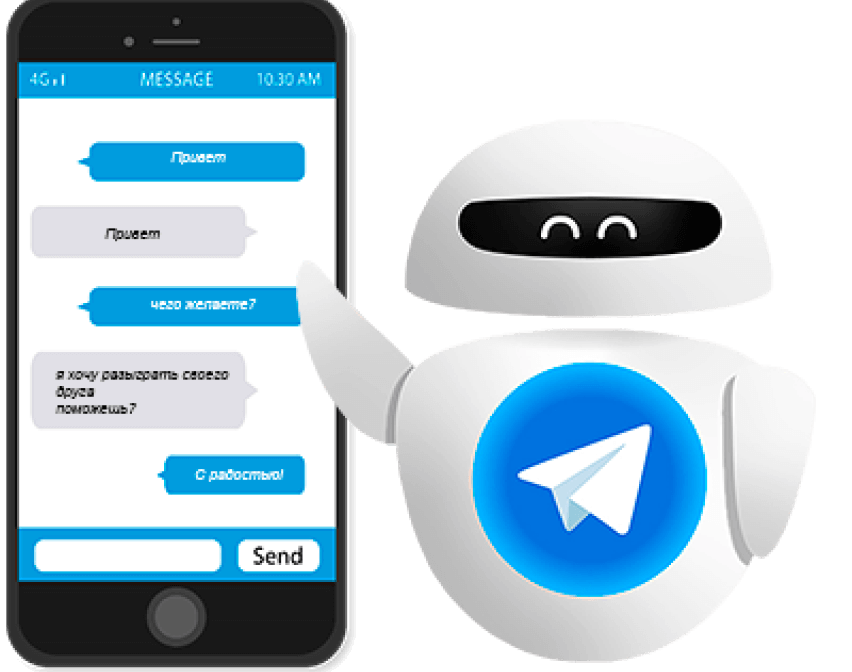 4G
MESSAGE
10.30 AM
Привет
Привет
чего желаете?
я хочу разыграть своего
друга
поможешь?
С радостью!
Send